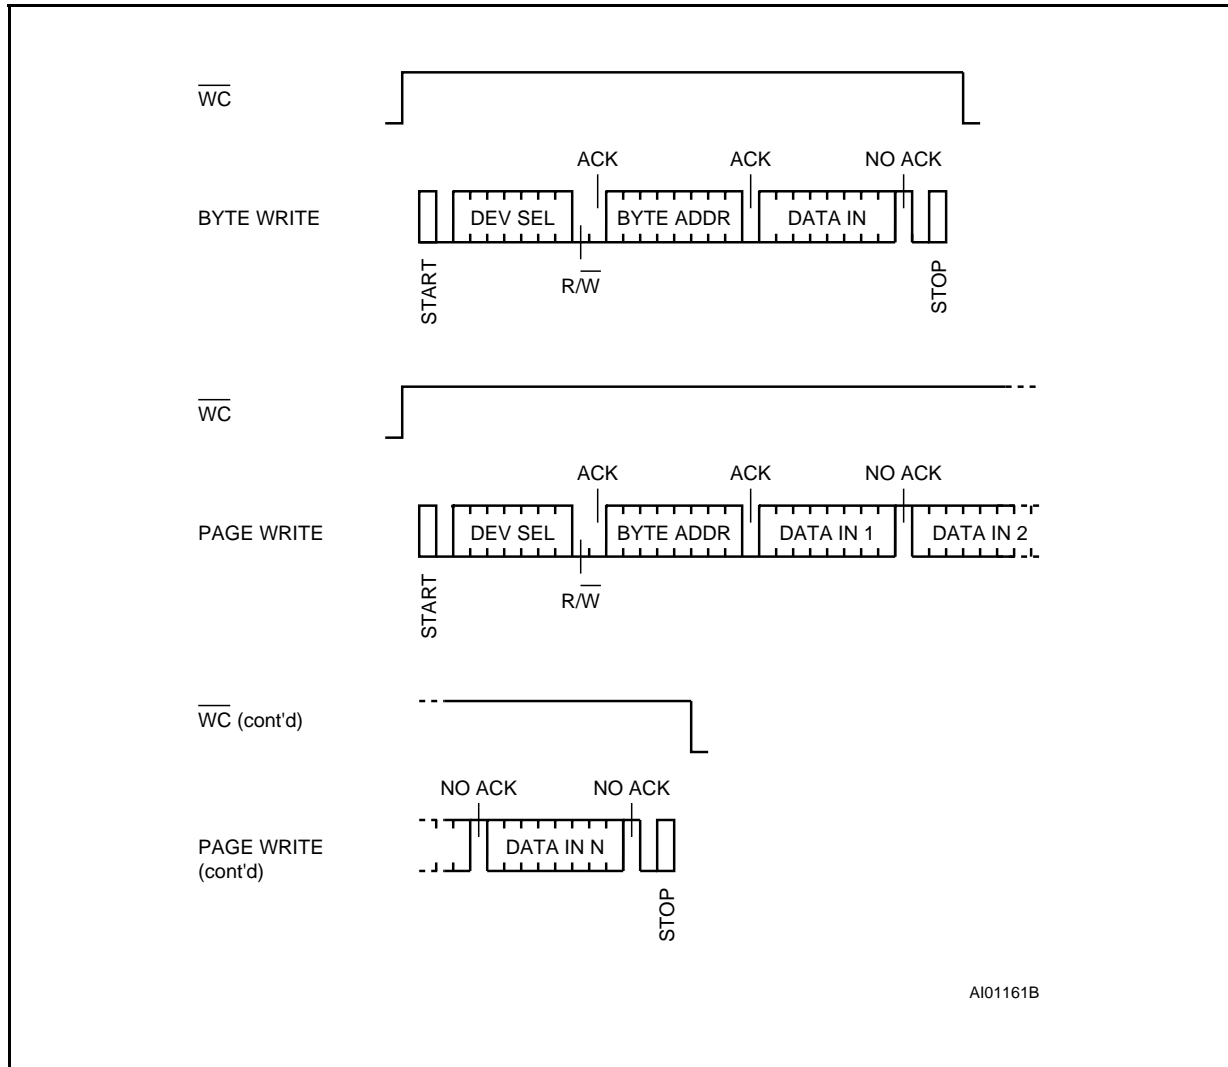 WC
ACK ACK NO ACK
BYTE WRITE DEV SEL BYTE ADDR DATA IN
R/W
START
STOP
WC
ACK ACK NO ACK
PAGE WRITE DEV SEL BYTE ADDR DATA IN 1 DATA IN 2
R/W
START
WC (cont'd)
NO ACK NO ACK
PAGE WRITE DATA IN N
(cont'd)
STOP
AI01161B